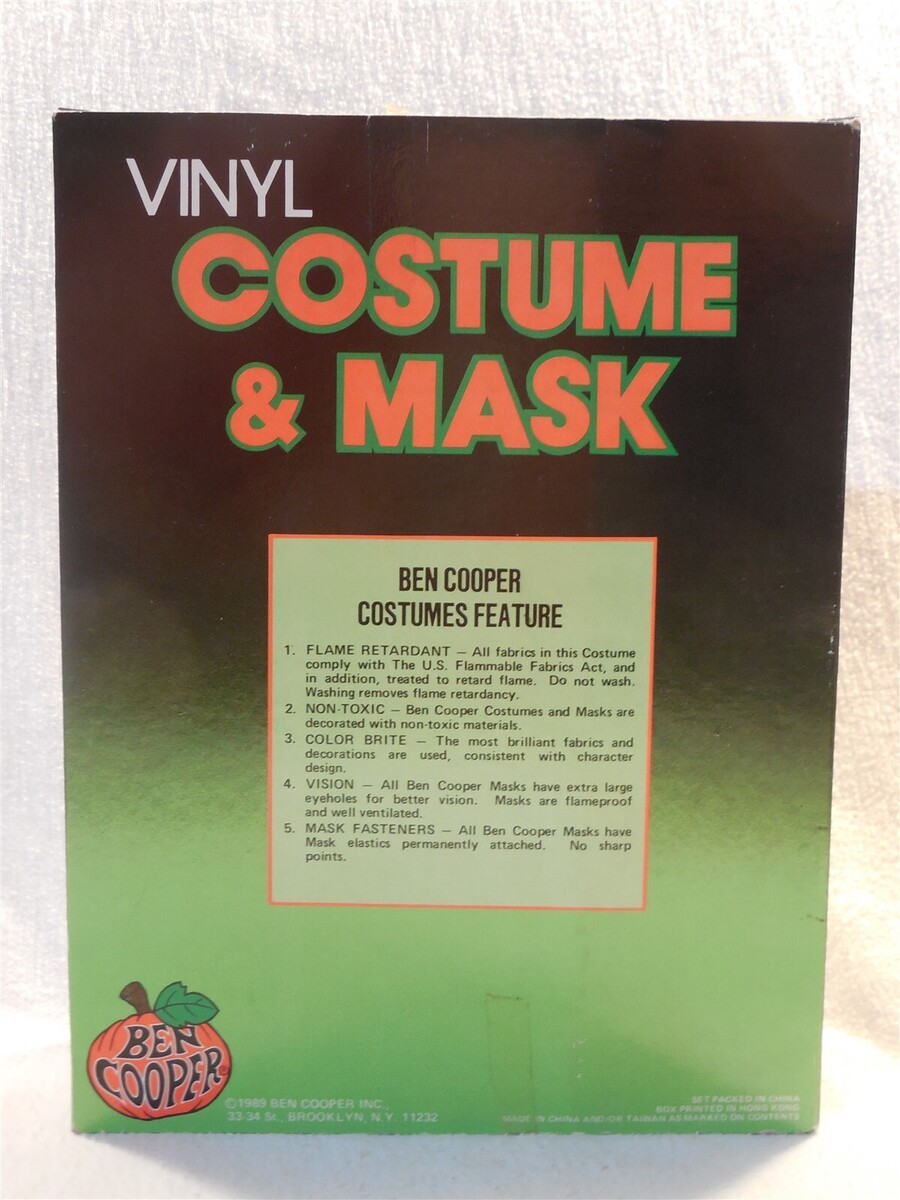 VINYL
COSTUME
& MASK
BEN COOPER
COSTUMES FEATURE
1. FLAME RETARDANT — All fabrics in this Costume
comply with The U.S. Flammable Fabrics Act, and
in addition, treated to retard flame. Do not wash.
Washing removes flame retardancy.
2. NON-TOXIC — Ben Cooper Costumes and Masks are
decorated with non-toxic materials.
3. COLOR BRITE — The most brilliant fabrics and
decorations are used, consistent with character
design.
4. VISION — All Ben Cooper Masks have extra large
eyeholes for better vision. Masks are flameproof
and well ventilated.
5. MASK FASTENERS — All Ben Cooper Masks have
Mask elastics permanently attached. No sharp
points.
BEN
COOPER®
©1989 BEN COOPER INC.,
33-34 St., BROOKLYN, N.Y. 11232
SET PACKED IN CHINA
BOX PRINTED IN HONG KONG
MADE IN CHINA AND/OR TAIWAN AS MARKED ON CONTENTS